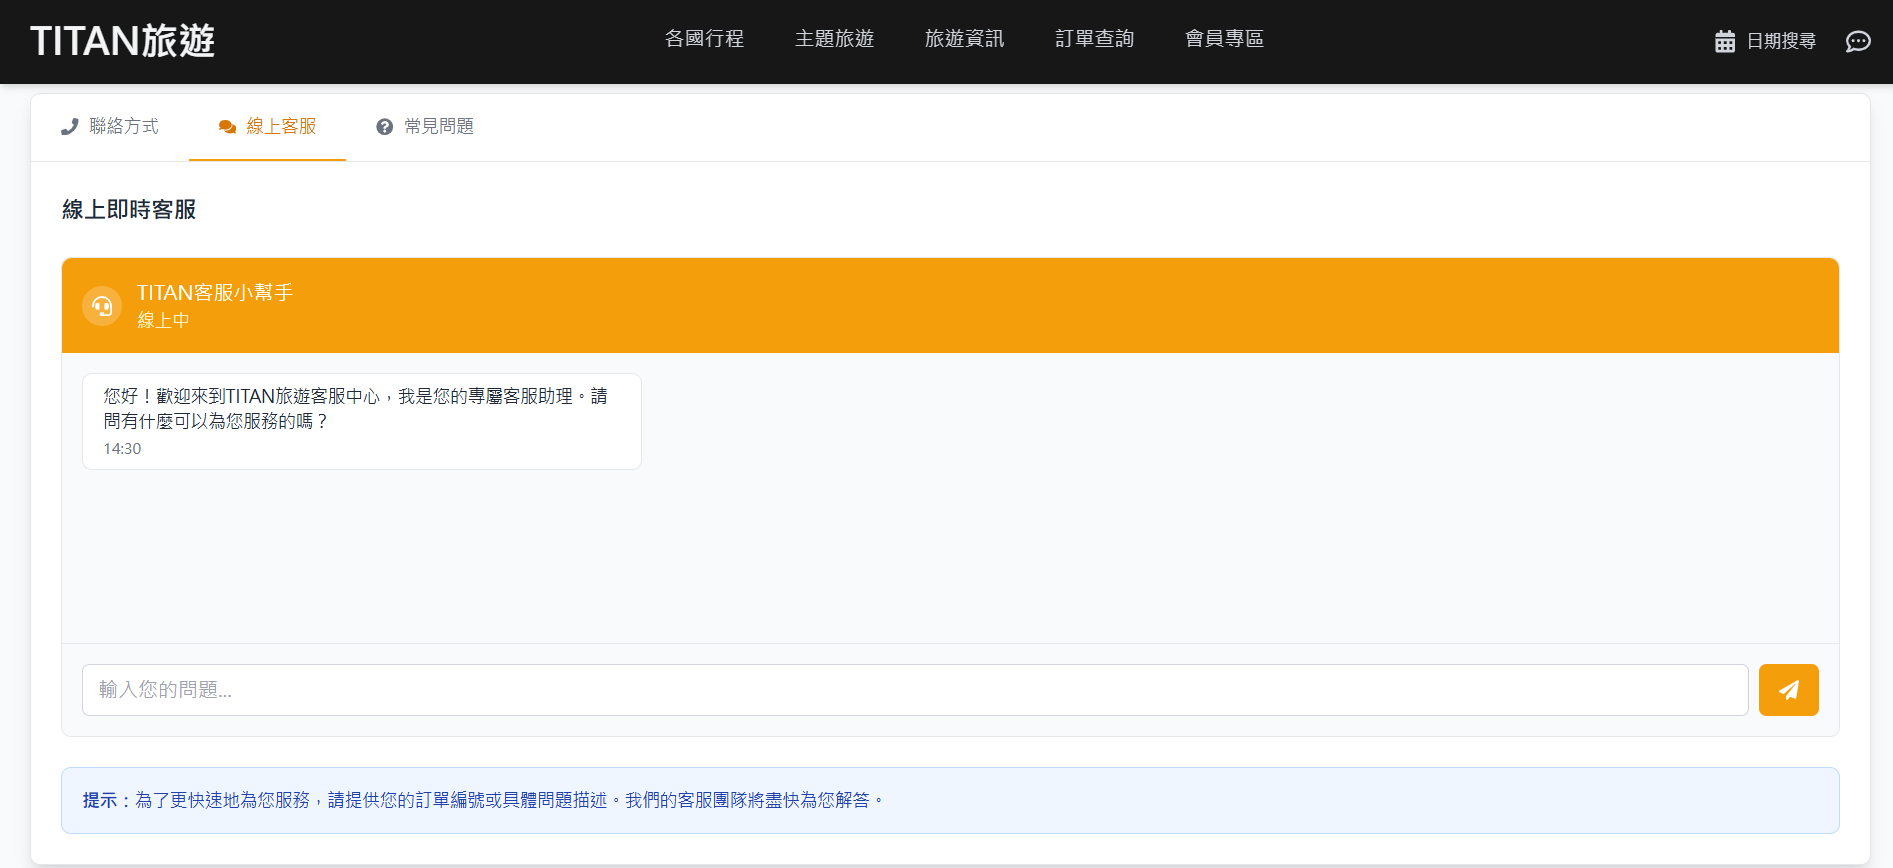 TITAN旅遊
各國行程
主題旅遊
旅遊資訊
訂單查詢
會員專區
日期搜尋
聯絡方式
線上客服
常見問題
線上即時客服
TITAN客服小幫手
線上中
您好！歡迎來到TITAN旅遊客服中心，我是您的專屬客服助理。請
問有什麼可以為您服務的嗎？
14:30
輸入您的問題...
提示：為了更快速地為您服務，請提供您的訂單編號或具體問題描述。我們的客服團隊將盡快為您解答。